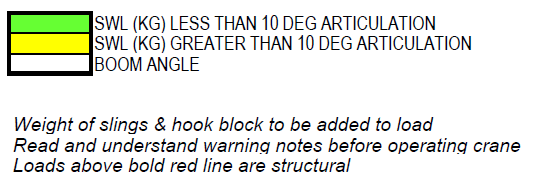 SWL (KG) LESS THAN 10 DEG ARTICULATION
SWL (KG) GREATER THAN 10 DEG ARTICULATION
BOOM ANGLE
Weight of slings & hook block to be added to load
Read and understand warning notes before operating crane
Loads above bold red line are structural